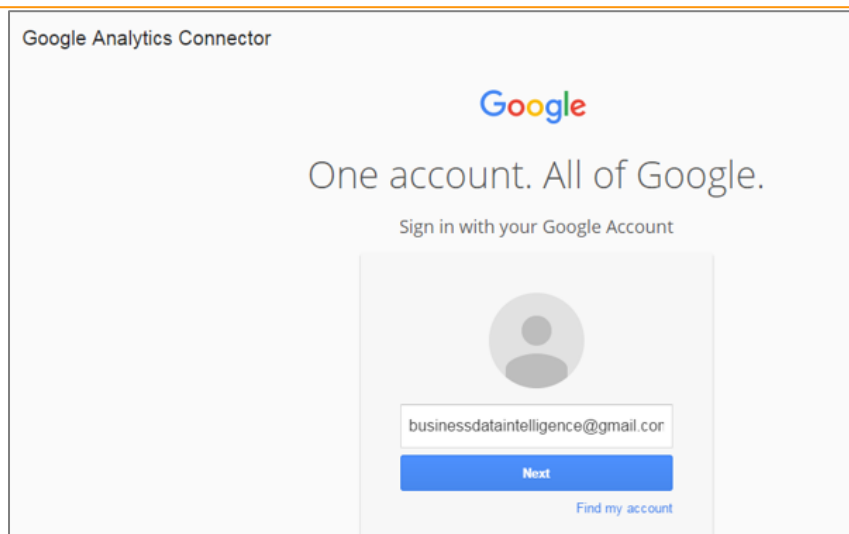 Google Analytics Connector
Google
One account. All of Google.
Sign in with your Google Account
businessdataintelligence@gmail.con
Next
Find my account